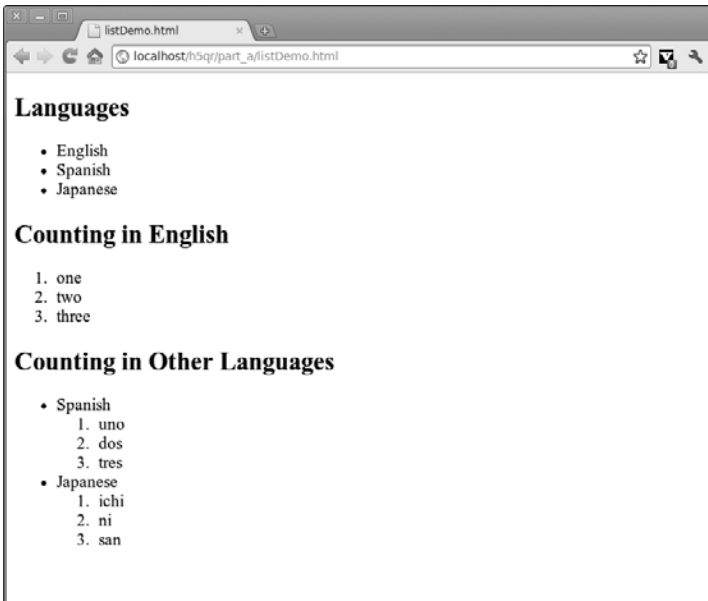 listDemo.html
localhost/h5qr/part_a/listDemo.html
Languages
• English
• Spanish
• Japanese
Counting in English
1. one
2. two
3. three
Counting in Other Languages
• Spanish
1. uno
2. dos
3. tres
• Japanese
1. ichi
2. ni
3. san